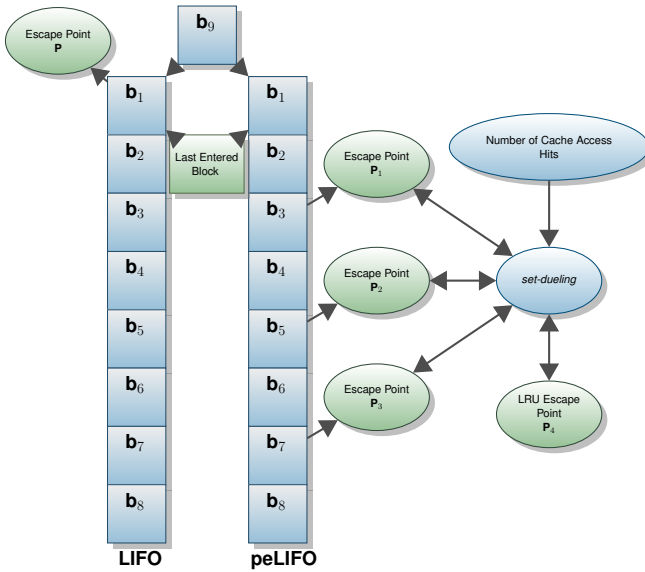 b9
Escape Point
P
b1
b2
b3
b4
b5
b6
b7
b8
LIFO
Last Entered
Block
b1
b2
b3
b4
b5
b6
b7
b8
peLIFO
Escape Point
P1
Escape Point
P2
Escape Point
P3
Number of Cache Access
Hits
set-dueling
LRU Escape
Point
P4